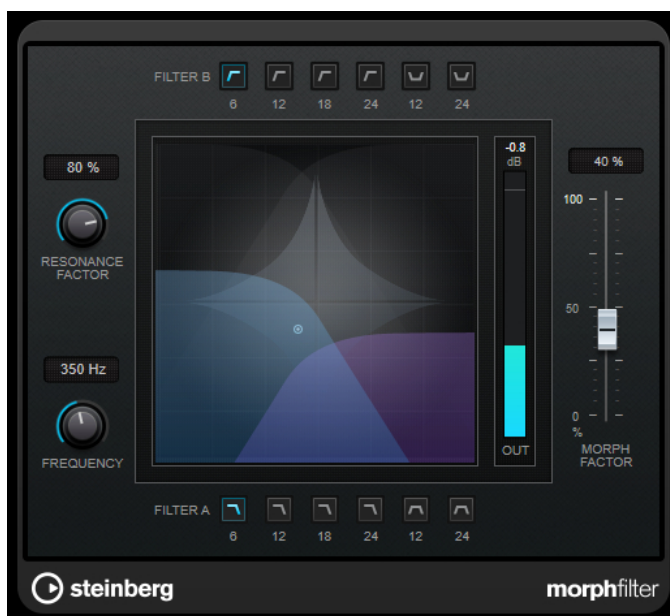 FILTER B
6 12 18 24 12 24
80 %
RESONANCE
FACTOR
350 Hz
FREQUENCY
-0.8
dB
OUT
40 %
100
50
0
%
MORPH
FACTOR
FILTER A
6 12 18 24 12 24
steinberg
morphfilter